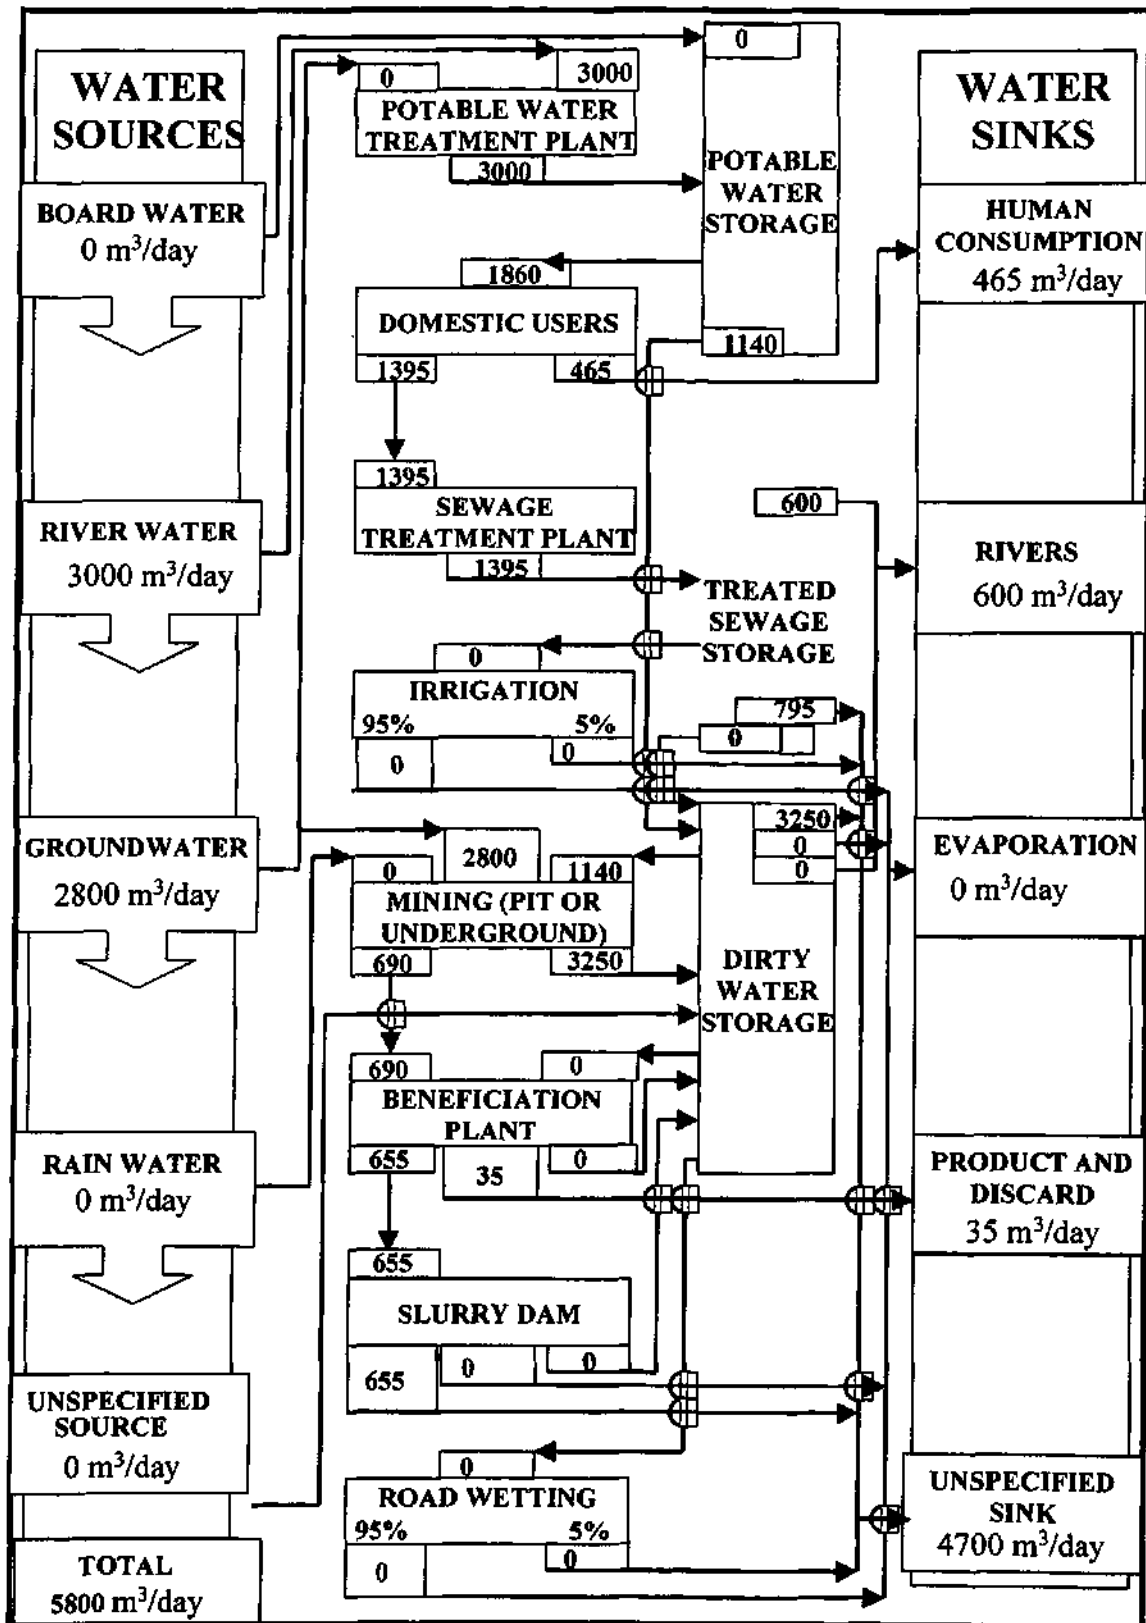 WATER
SOURCES
BOARD WATER
0 m³/day
RIVER WATER
3000 m³/day
GROUNDWATER
2800 m³/day
RAIN WATER
0 m³/day
UNSPECIFIED
SOURCE
0 m³/day
TOTAL
5800 m³/day
0
3000
POTABLE WATER
TREATMENT PLANT
3000
1860
DOMESTIC USERS
1395
465
1395
SEWAGE
TREATMENT PLANT
1395
0
IRRIGATION
95%
5%
0
0
0
2800
1140
MINING (PIT OR
UNDERGROUND)
690
3250
690
0
BENEFICIATION
PLANT
655
35
0
655
SLURRY DAM
655
0
0
0
ROAD WETTING
95%
5%
0
0
0
POTABLE
WATER
STORAGE
1140
600
TREATED
SEWAGE
STORAGE
795
0
3250
0
0
DIRTY
WATER
STORAGE
WATER
SINKS
HUMAN
CONSUMPTION
465 m³/day
RIVERS
600 m³/day
EVAPORATION
0 m³/day
PRODUCT AND
DISCARD
35 m³/day
UNSPECIFIED
SINK
4700 m³/day